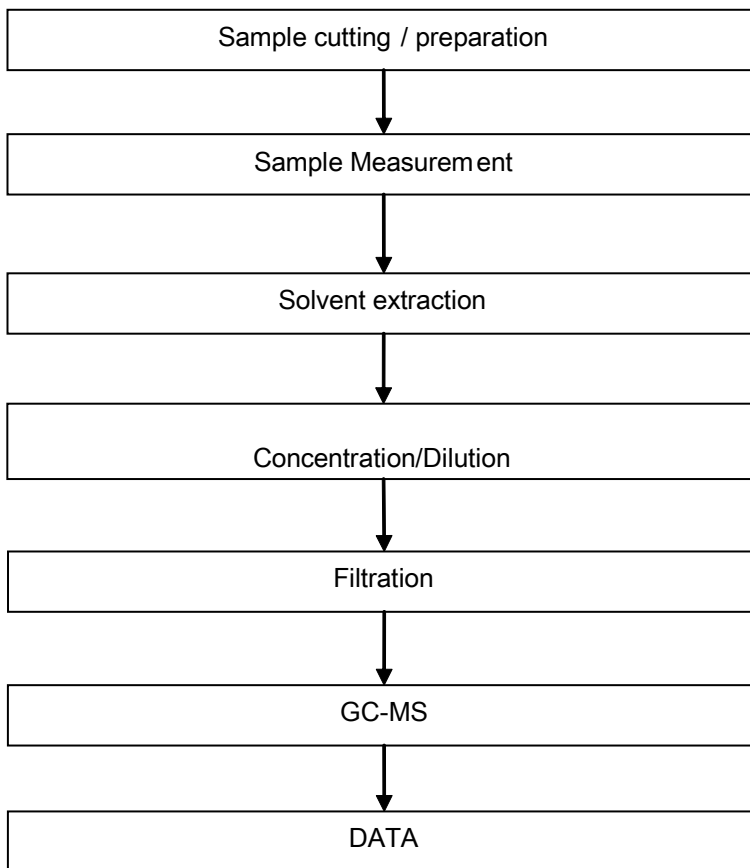 Sample cutting / preparation
Sample Measurement
Solvent extraction
Concentration/Dilution
Filtration
GC-MS
DATA